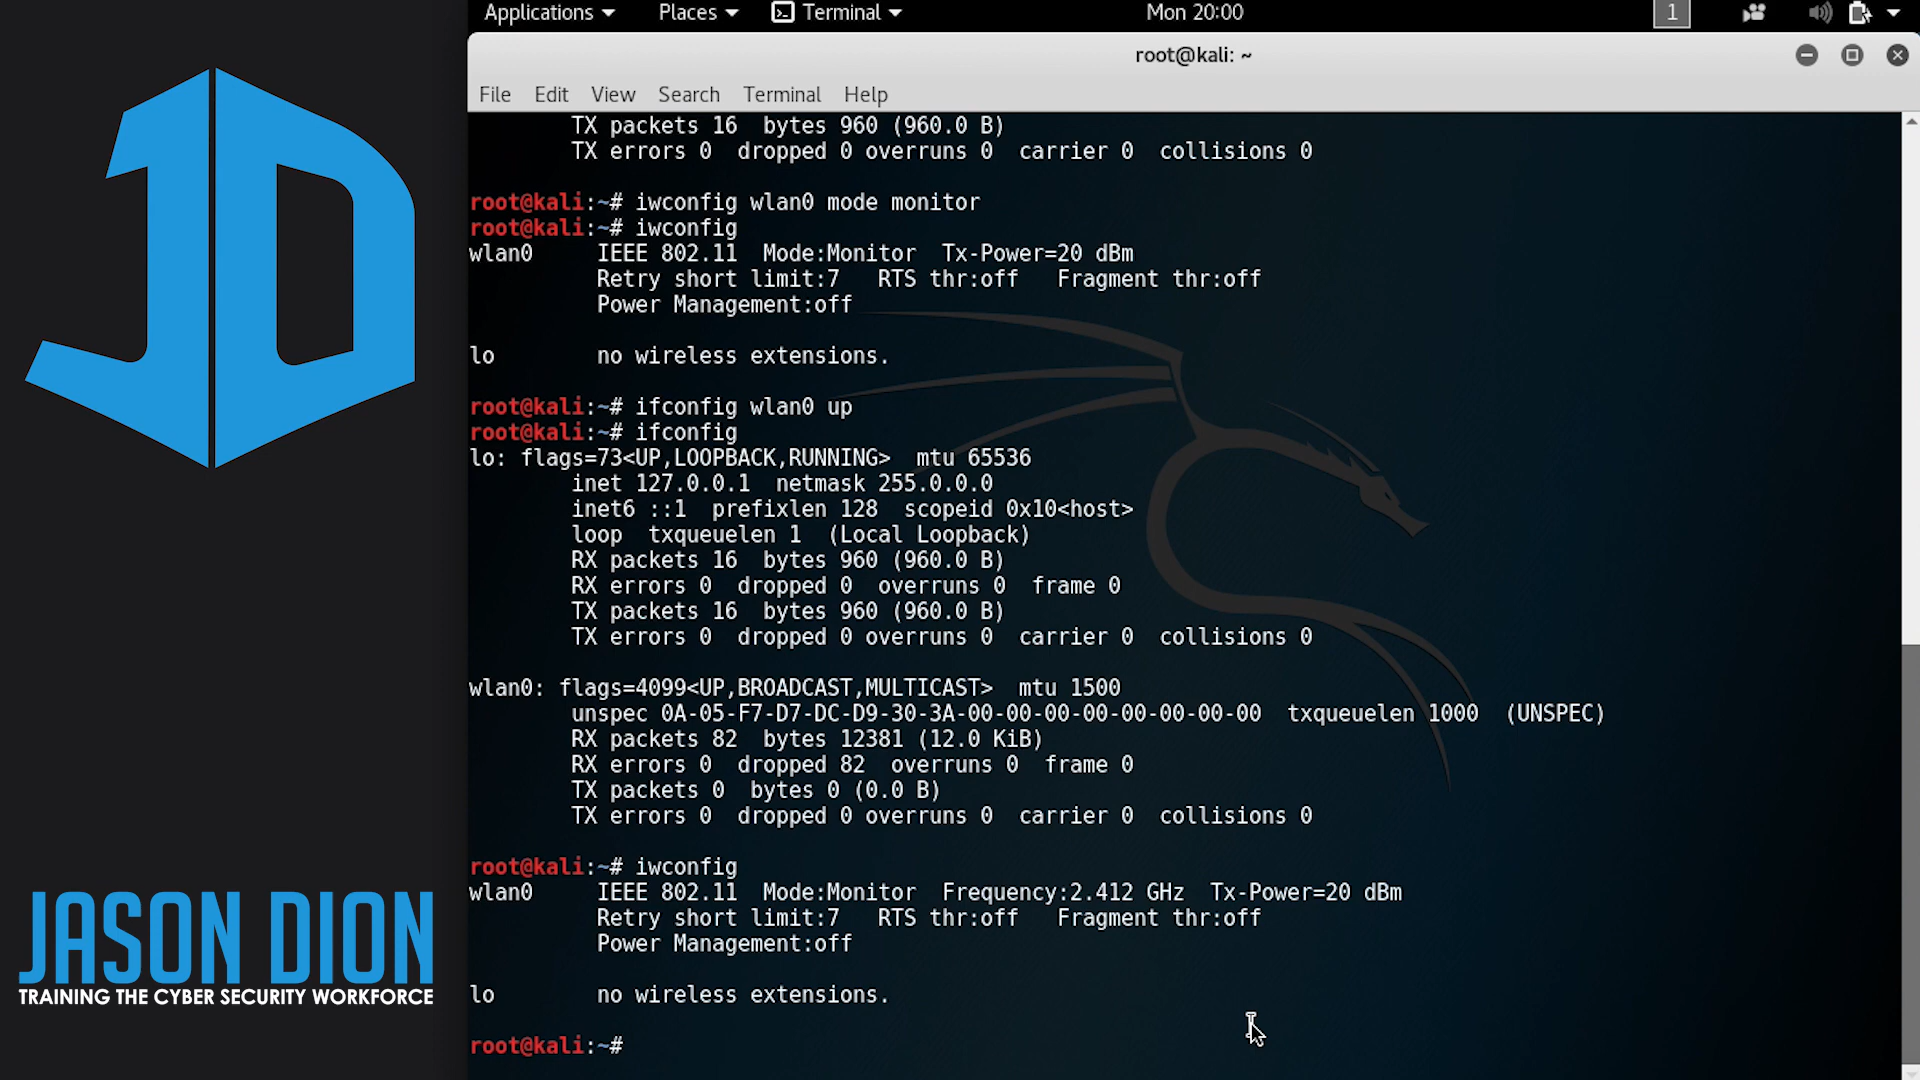 Applications Places Terminal Mon 20:00 1
root@kali: ~
File Edit View Search Terminal Help
TX packets 16  bytes 960 (960.0 B)
TX errors 0  dropped 0 overruns 0  carrier 0  collisions 0
root@kali:~# iwconfig wlan0 mode monitor
root@kali:~# iwconfig
wlan0     IEEE 802.11  Mode:Monitor  Tx-Power=20 dBm
Retry short limit:7   RTS thr:off   Fragment thr:off
Power Management:off
lo        no wireless extensions.
root@kali:~# ifconfig wlan0 up
root@kali:~# ifconfig
lo: flags=73<UP,LOOPBACK,RUNNING>  mtu 65536
inet 127.0.0.1  netmask 255.0.0.0
inet6 ::1  prefixlen 128  scopeid 0x10<host>
loop  txqueuelen 1  (Local Loopback)
RX packets 16  bytes 960 (960.0 B)
RX errors 0  dropped 0  overruns 0  frame 0
TX packets 16  bytes 960 (960.0 B)
TX errors 0  dropped 0 overruns 0  carrier 0  collisions 0
wlan0: flags=4099<UP,BROADCAST,MULTICAST>  mtu 1500
unspec 0A-05-F7-D7-DC-D9-30-3A-00-00-00-00-00-00-00-00  txqueuelen 1000  (UNSPEC)
RX packets 82  bytes 12381 (12.0 KiB)
RX errors 0  dropped 82  overruns 0  frame 0
TX packets 0  bytes 0 (0.0 B)
TX errors 0  dropped 0 overruns 0  carrier 0  collisions 0
root@kali:~# iwconfig
wlan0     IEEE 802.11  Mode:Monitor  Frequency:2.412 GHz  Tx-Power=20 dBm
Retry short limit:7   RTS thr:off   Fragment thr:off
Power Management:off
lo        no wireless extensions.
root@kali:~#
JD
JASON DION
TRAINING THE CYBER SECURITY WORKFORCE